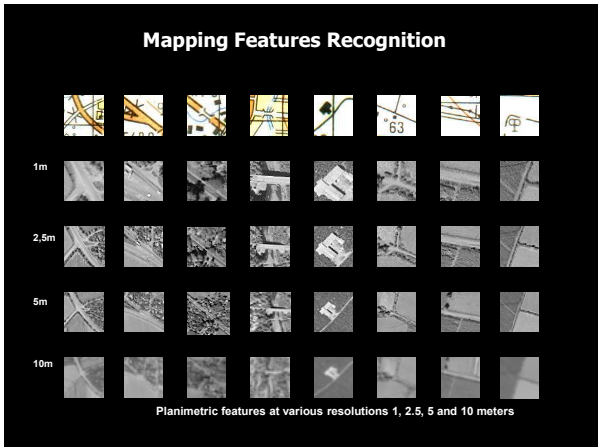 Mapping Features Recognition
63
1m
2,5m
5m
10m
Planimetric features at various resolutions 1, 2.5, 5 and 10 meters